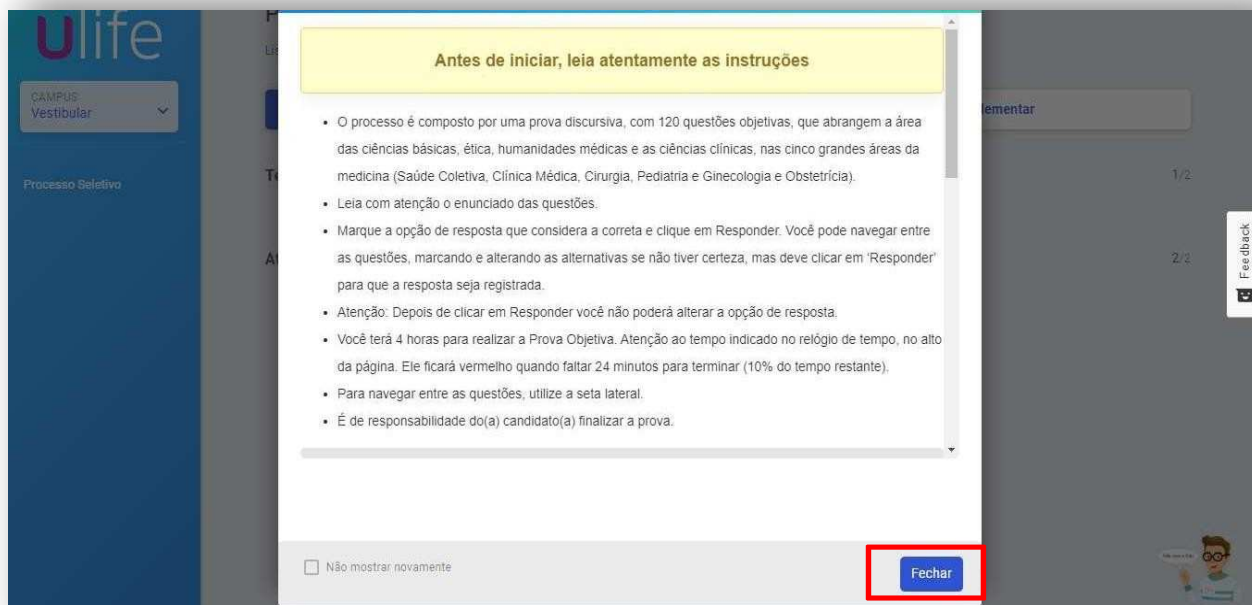 Ulife
CAMPUS
Vestibular
Processo Seletivo
Antes de iniciar, leia atentamente as instruções
• O processo é composto por uma prova discursiva, com 120 questões objetivas, que abrangem a área
das ciências básicas, ética, humanidades médicas e as ciências clínicas, nas cinco grandes áreas da
medicina (Saúde Coletiva, Clínica Médica, Cirurgia, Pediatria e Ginecologia e Obstetrícia).
• Leia com atenção o enunciado das questões.
• Marque a opção de resposta que considera a correta e clique em Responder. Você pode navegar entre
as questões, marcando e alterando as alternativas se não tiver certeza, mas deve clicar em 'Responder'
para que a resposta seja registrada.
• Atenção: Depois de clicar em Responder você não poderá alterar a opção de resposta.
• Você terá 4 horas para realizar a Prova Objetiva. Atenção ao tempo indicado no relógio de tempo, no alto
da página. Ele ficará vermelho quando faltar 24 minutos para terminar (10% do tempo restante).
• Para navegar entre as questões, utilize a seta lateral.
• É de responsabilidade do(a) candidato(a) finalizar a prova.
Não mostrar novamente
Fechar
lementar
1/2
2/2
Feedback